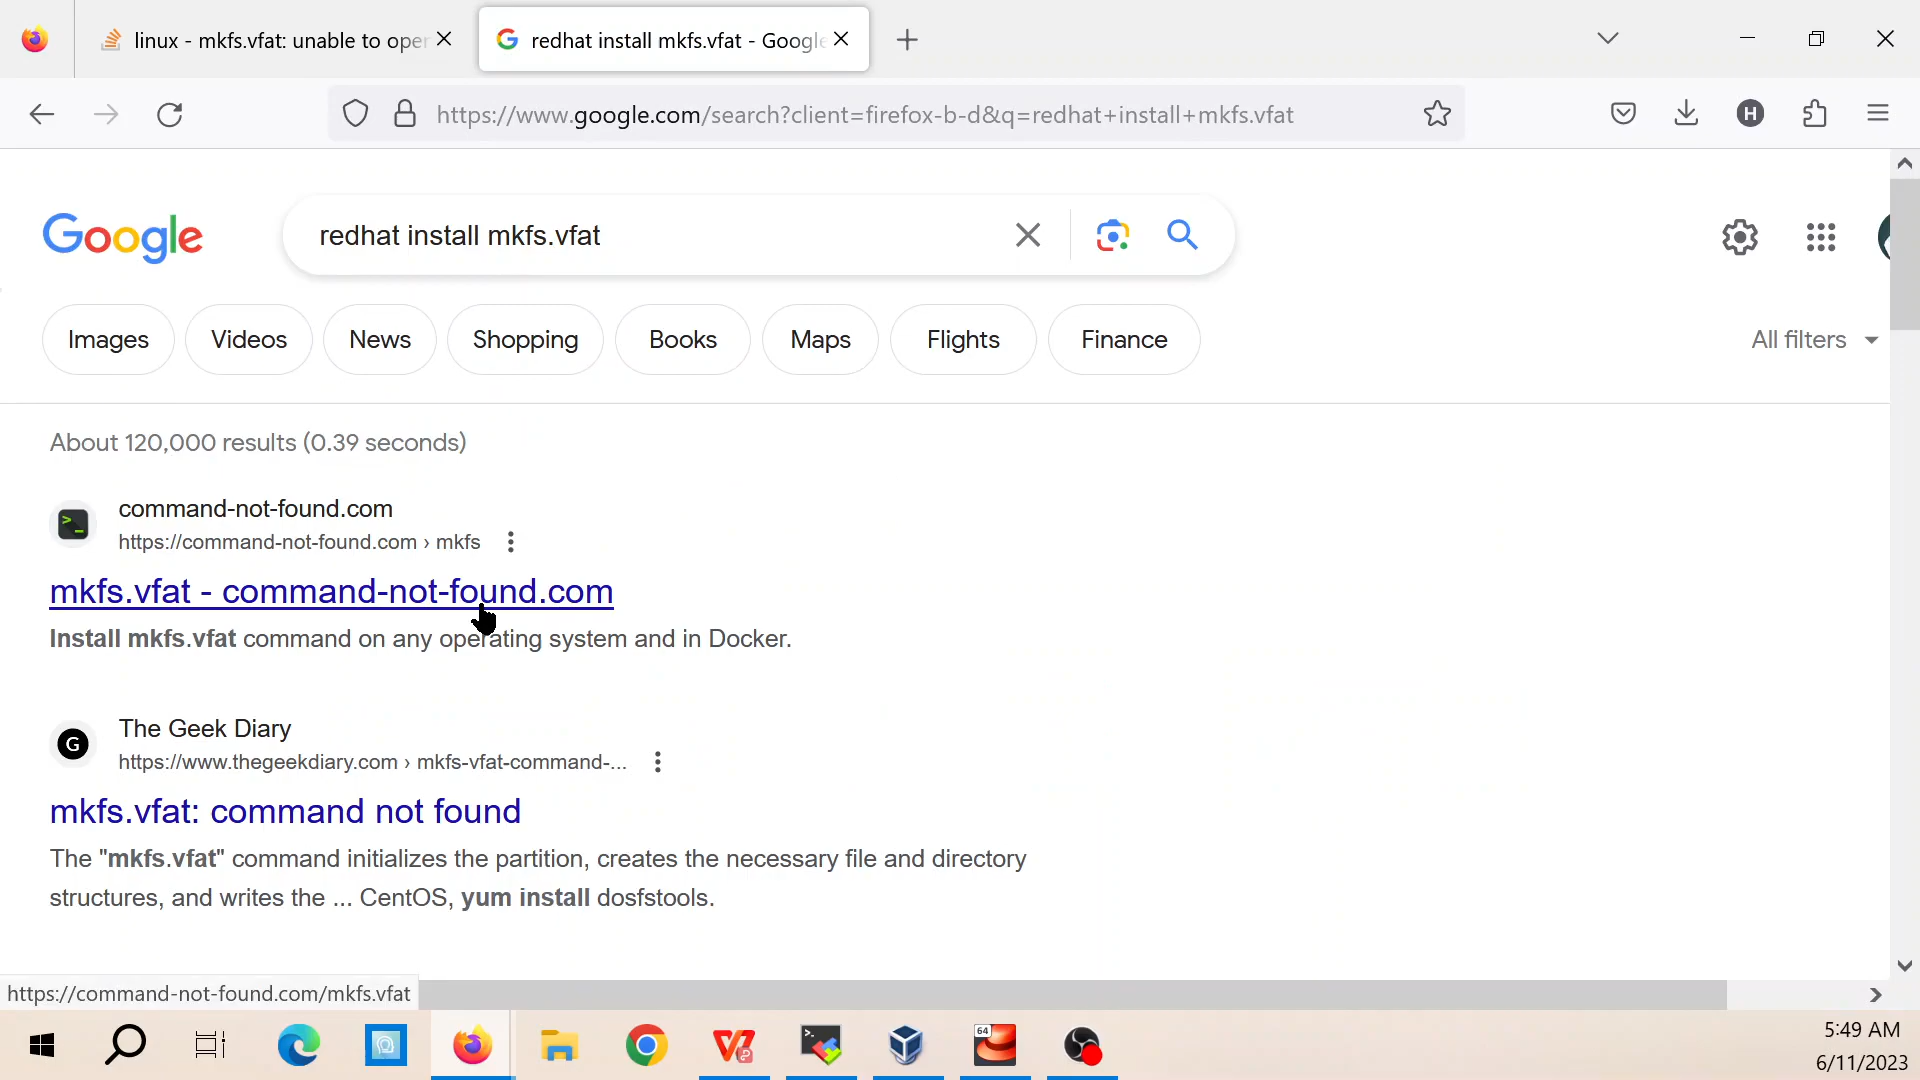 linux - mkfs.vfat: unable to oper
redhat install mkfs.vfat - Google
https://www.google.com/search?client=firefox-b-d&q=redhat+install+mkfs.vfat
H
Google
redhat install mkfs.vfat
Images
Videos
News
Shopping
Books
Maps
Flights
Finance
All filters
About 120,000 results (0.39 seconds)
command-not-found.com
https://command-not-found.com › mkfs
mkfs.vfat - command-not-found.com
Install mkfs.vfat command on any operating system and in Docker.
G
The Geek Diary
https://www.thegeekdiary.com › mkfs-vfat-command-...
mkfs.vfat: command not found
The "mkfs.vfat" command initializes the partition, creates the necessary file and directory
structures, and writes the ... CentOS, yum install dosfstools.
https://command-not-found.com/mkfs.vfat
64
5:49 AM
6/11/2023